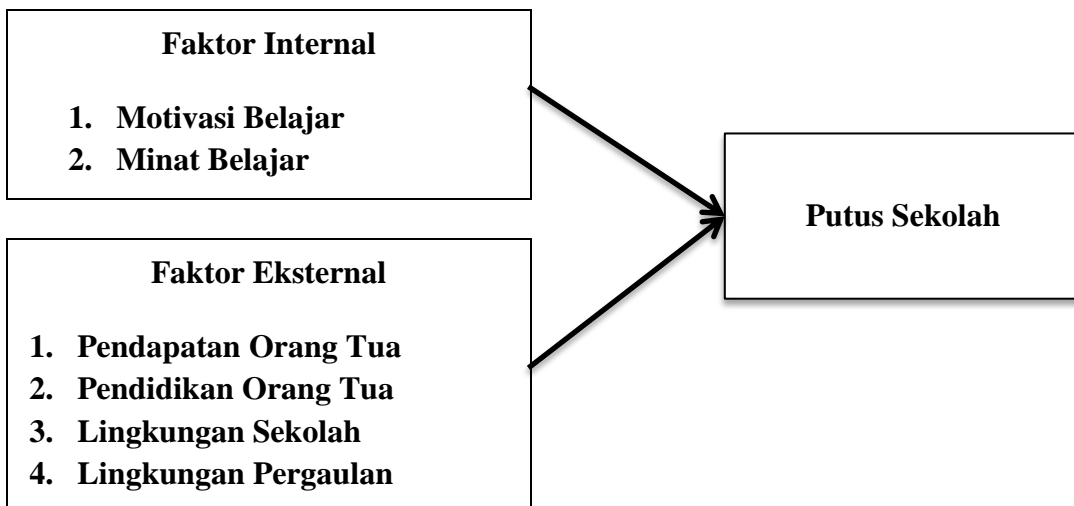 Faktor Internal
1. Motivasi Belajar
2. Minat Belajar
Putus Sekolah
Faktor Eksternal
1. Pendapatan Orang Tua
2. Pendidikan Orang Tua
3. Lingkungan Sekolah
4. Lingkungan Pergaulan